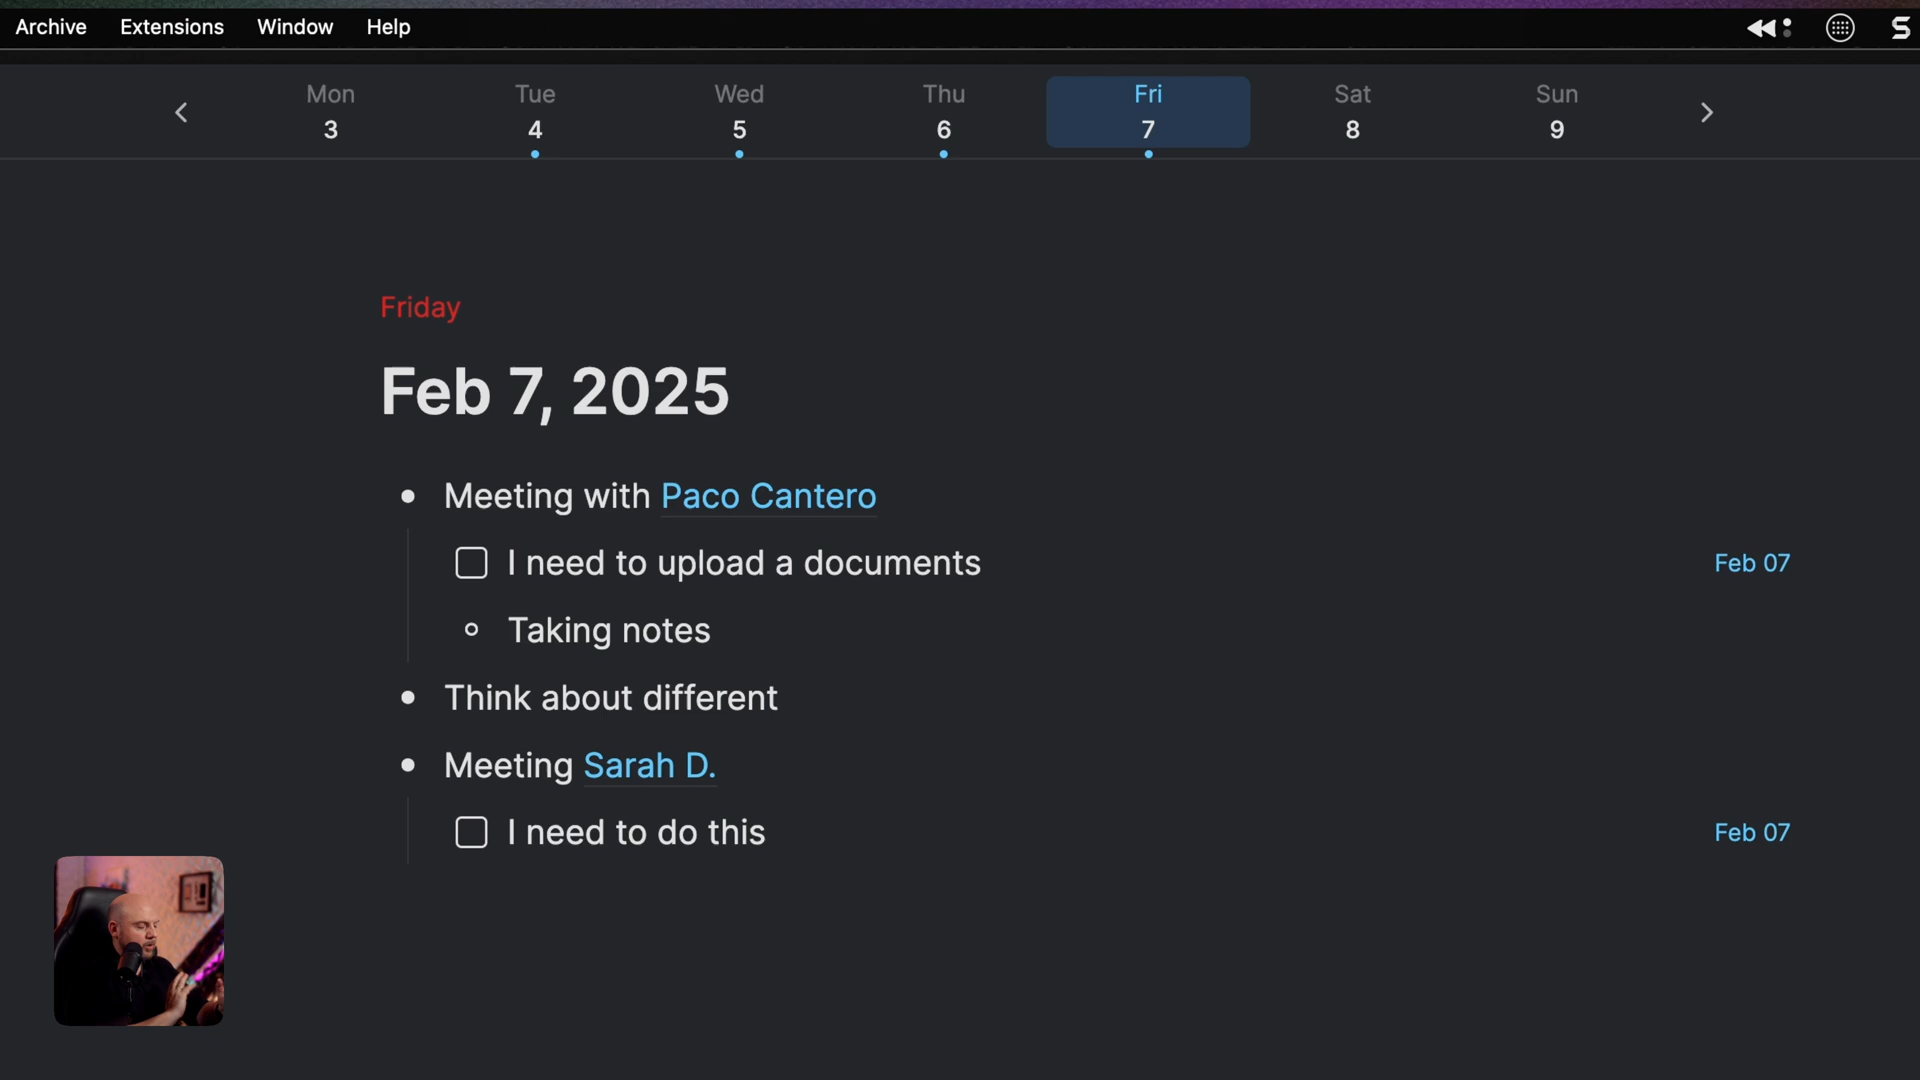 Archive Extensions Window Help
Mon Tue Wed Thu Fri Sat Sun
3 4 5 6 7 8 9
Friday
Feb 7, 2025
Meeting with Paco Cantero
I need to upload a documents Feb 07
Taking notes
Think about different
Meeting Sarah D.
I need to do this Feb 07